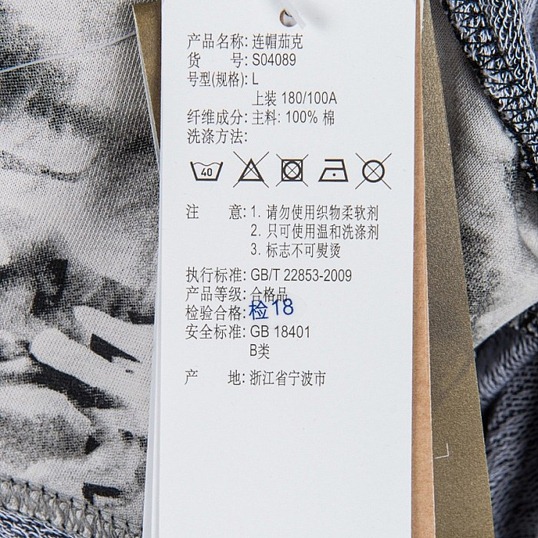 产品名称: 连帽茄克
货 号: S04089
号型(规格): L
上装 180/100A
纤维成分: 主料: 100% 棉
洗涤方法:
40
注 意: 1. 请勿使用织物柔软剂
2. 只可使用温和洗涤剂
3. 标志不可熨烫
执行标准: GB/T 22853-2009
产品等级: 合格品
检验合格: 检18
安全标准: GB 18401
B类
产 地: 浙江省宁波市